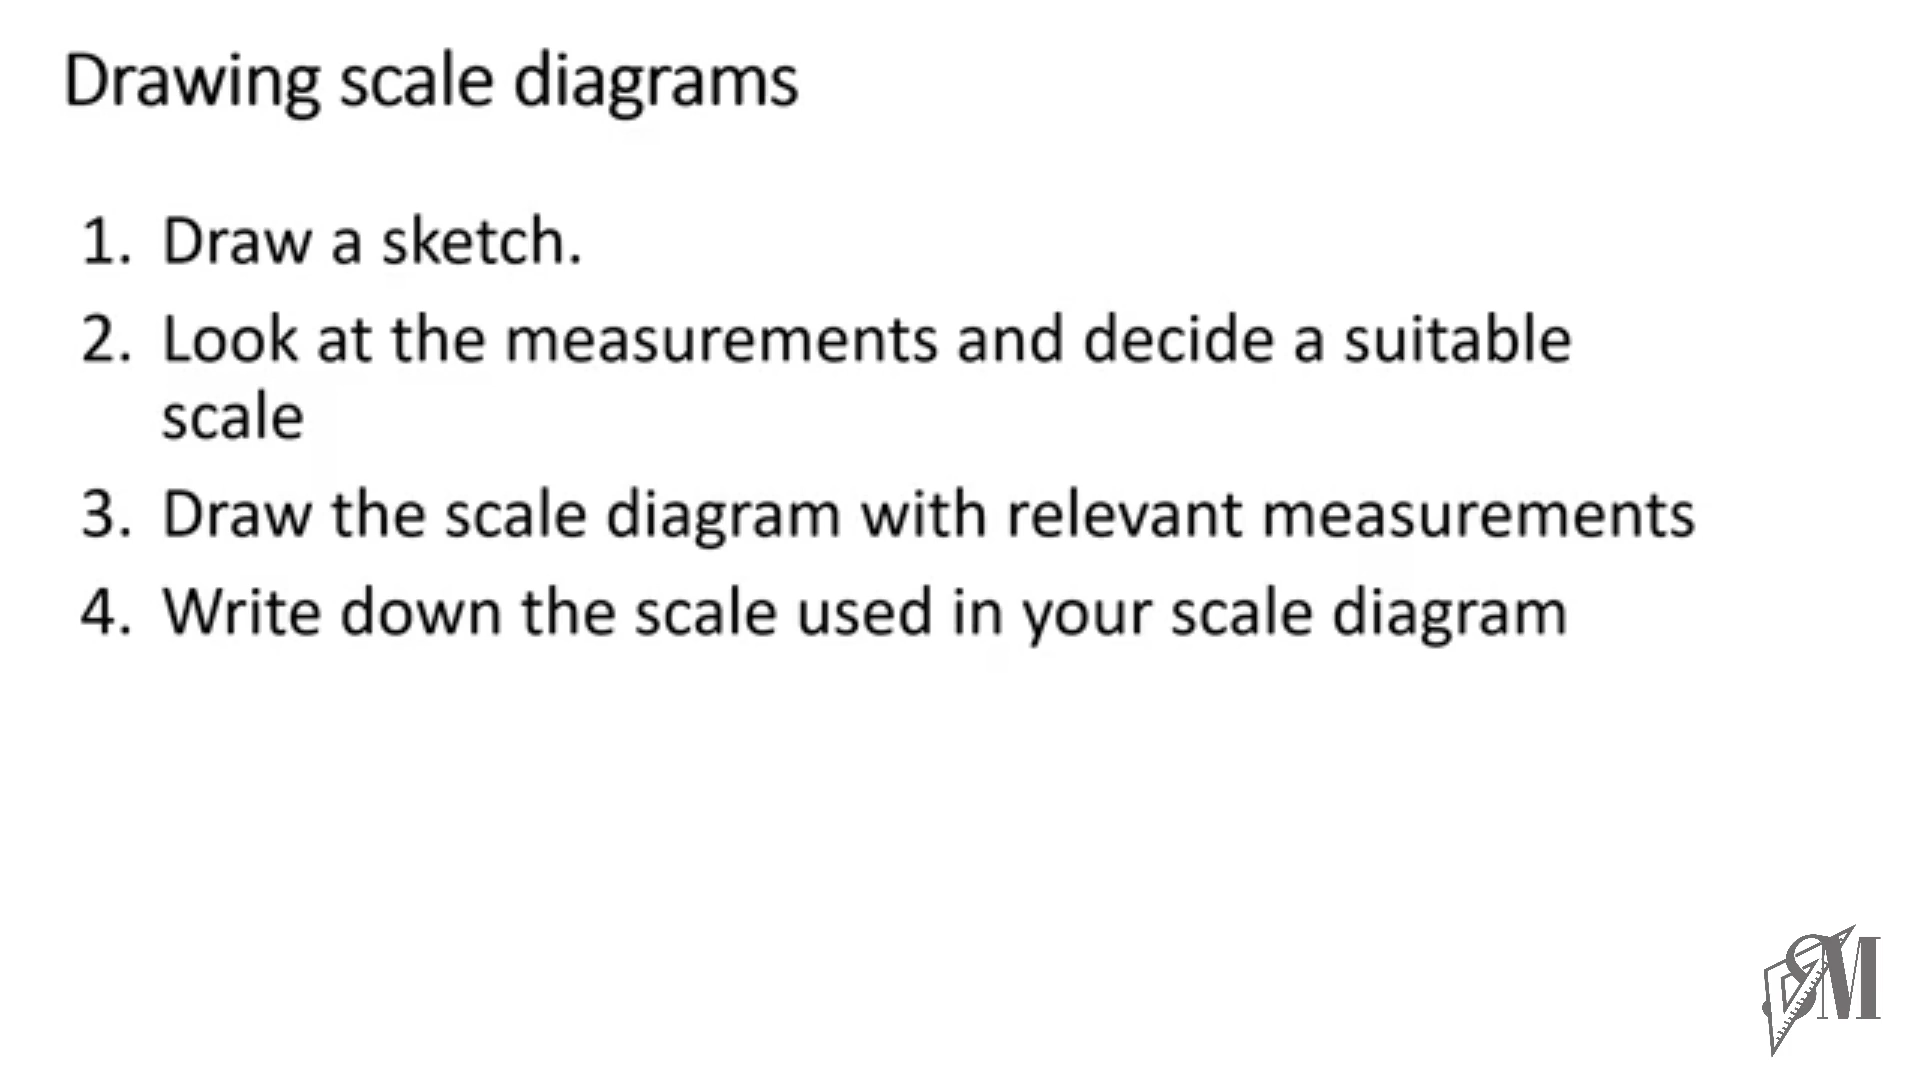 Drawing scale diagrams
1. Draw a sketch.
2. Look at the measurements and decide a suitable
scale
3. Draw the scale diagram with relevant measurements
4. Write down the scale used in your scale diagram
SM